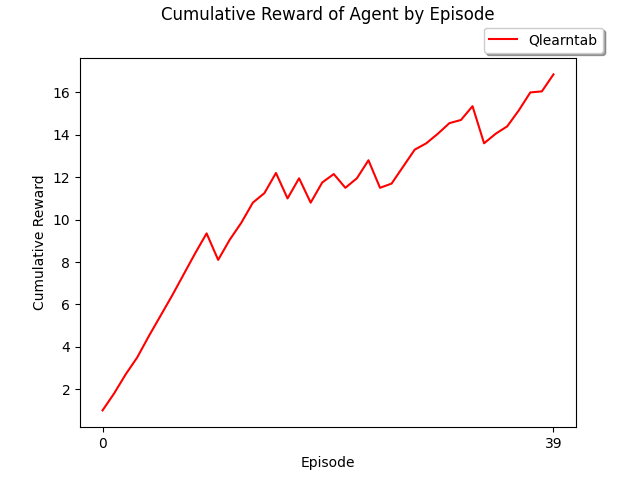 Cumulative Reward of Agent by Episode
Qlearntab
Cumulative Reward
16
14
12
10
8
6
4
2
0 39
Episode